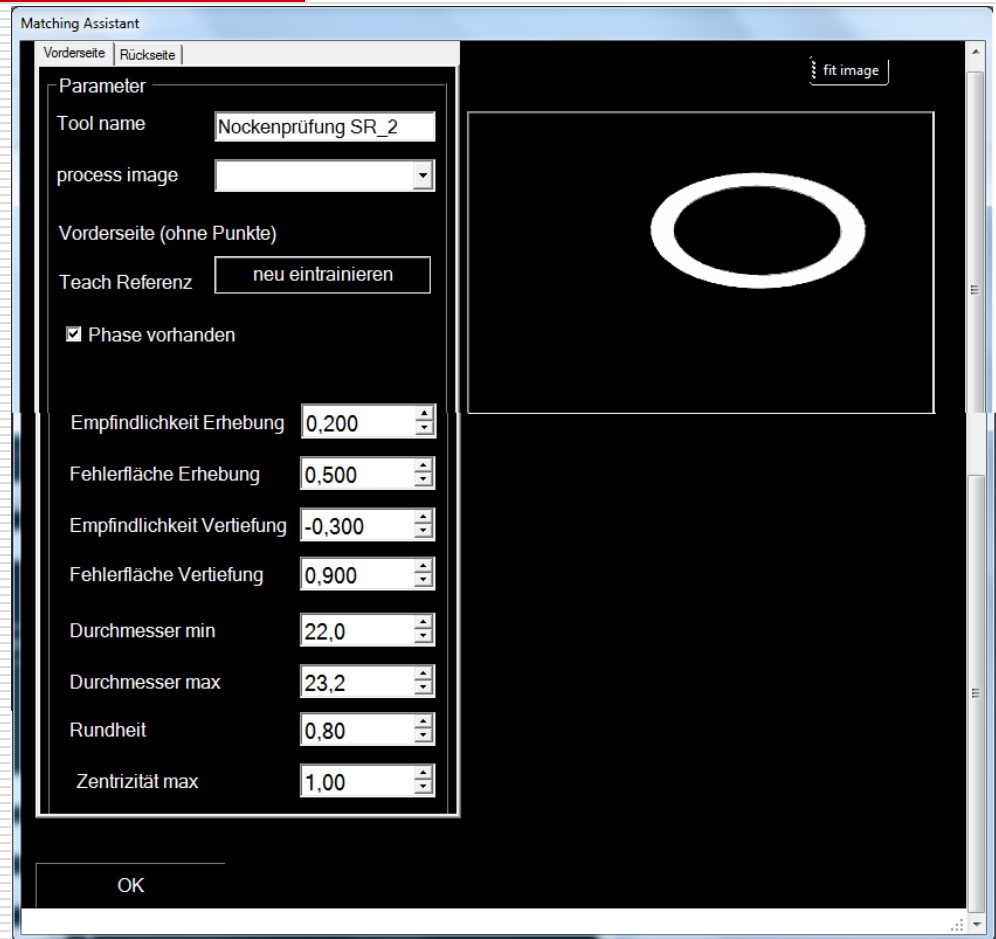 Matching Assistant
Vorderseite Rückseite
fit image
Parameter
Tool name Nockenprüfung SR_2
process image
Vorderseite (ohne Punkte)
Teach Referenz neu eintrainieren
Phase vorhanden
Empfindlichkeit Erhebung 0,200
Fehlerfläche Erhebung 0,500
Empfindlichkeit Vertiefung -0,300
Fehlerfläche Vertiefung 0,900
Durchmesser min 22,0
Durchmesser max 23,2
Rundheit 0,80
Zentrizität max 1,00
OK